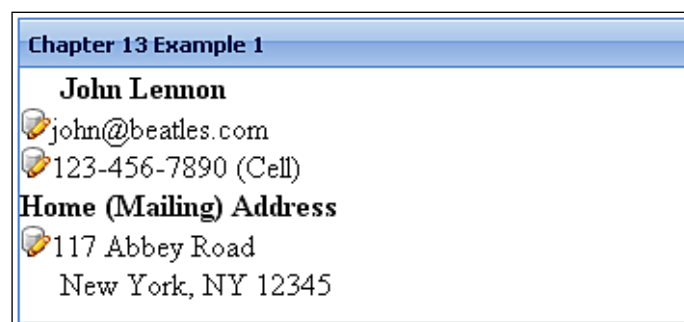 Chapter 13 Example 1
John Lennon
john@beatles.com
123-456-7890 (Cell)
Home (Mailing) Address
117 Abbey Road
New York, NY 12345